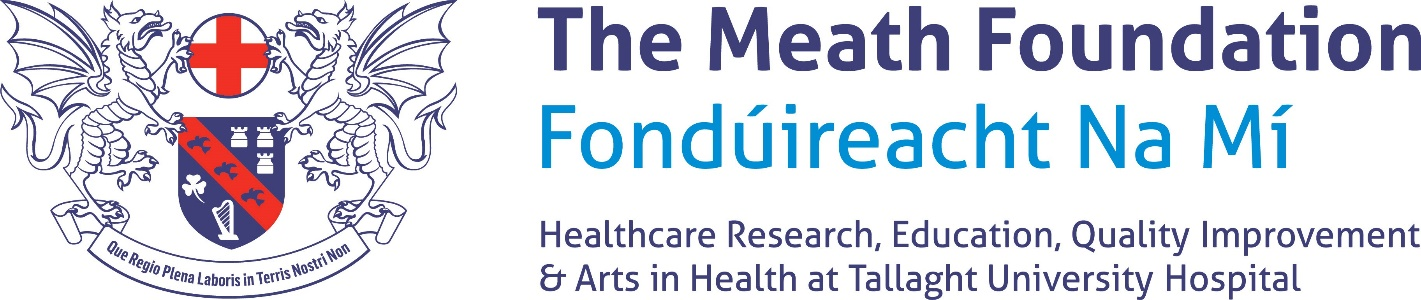 The Meath Foundation
Fondúireacht Na Mí
Healthcare Research, Education, Quality Improvement
& Arts in Health at Tallaght University Hospital
Que Regio Plena Laboris in Terris Nostri Non